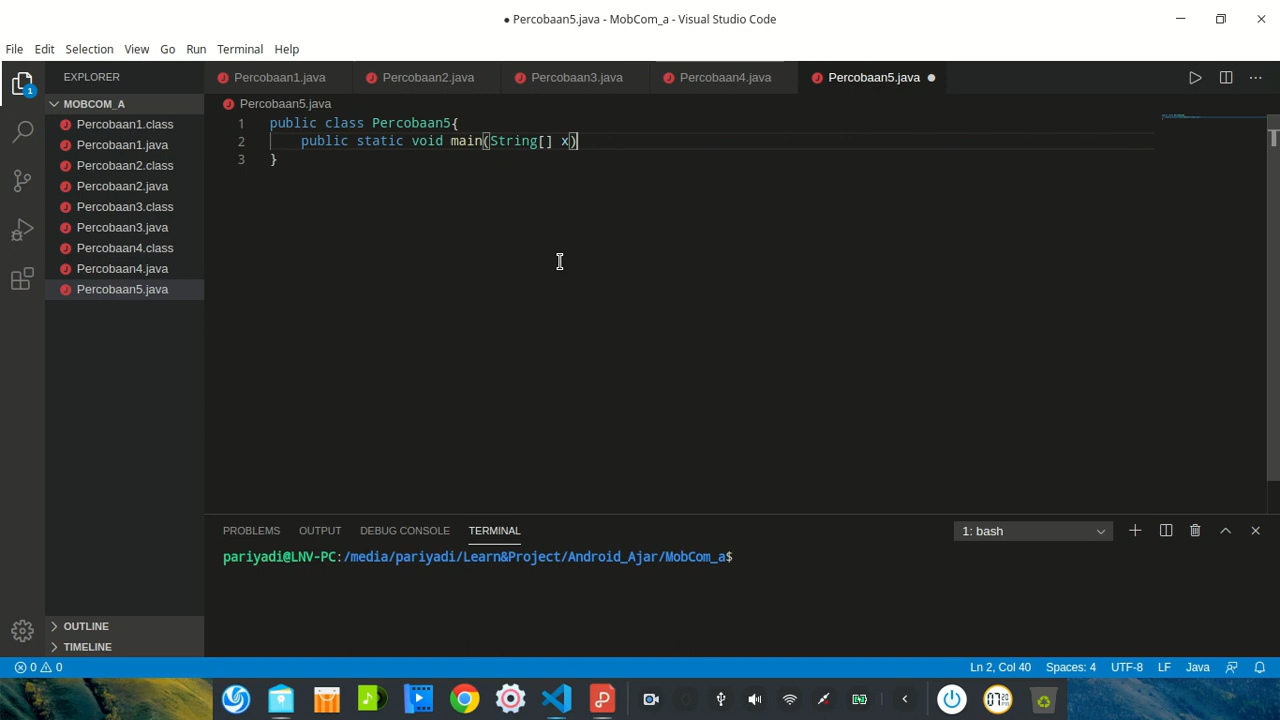 ● Percobaan5.java - MobCom_a - Visual Studio Code
File Edit Selection View Go Run Terminal Help
1
EXPLORER
MOBCOM_A
Percobaan1.class
Percobaan1.java
Percobaan2.class
Percobaan2.java
Percobaan3.class
Percobaan3.java
Percobaan4.class
Percobaan4.java
Percobaan5.java
OUTLINE
TIMELINE
Percobaan1.java Percobaan2.java Percobaan3.java Percobaan4.java Percobaan5.java ●
Percobaan5.java
1 public class Percobaan5{
2 public static void main(String[] x)
3 }
PROBLEMS OUTPUT DEBUG CONSOLE TERMINAL 1: bash
pariyadi@LNV-PC:/media/pariyadi/Learn&Project/Android_Ajar/MobCom_a$
0 0 Ln 2, Col 40 Spaces: 4 UTF-8 LF Java